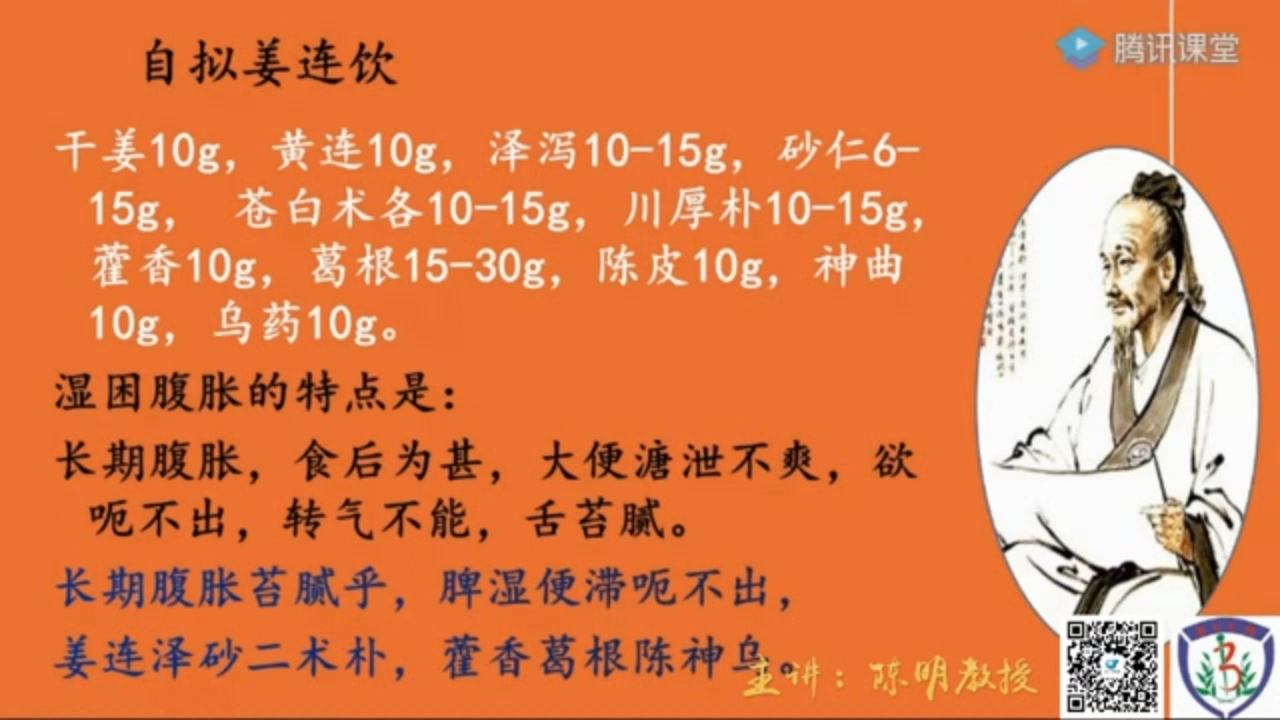 自拟姜连饮
腾讯课堂
干姜10g，黄连10g，泽泻10-15g，砂仁6-
15g， 苍白术各10-15g，川厚朴10-15g，
藿香10g，葛根15-30g，陈皮10g，神曲
10g，乌药10g。
湿困腹胀的特点是：
长期腹胀，食后为甚，大便溏泄不爽，欲
呃不出，转气不能，舌苔腻。
长期腹胀苔腻乎，脾湿便滞呃不出，
姜连泽砂二术朴，藿香葛根陈神乌。
主讲：陈明教授